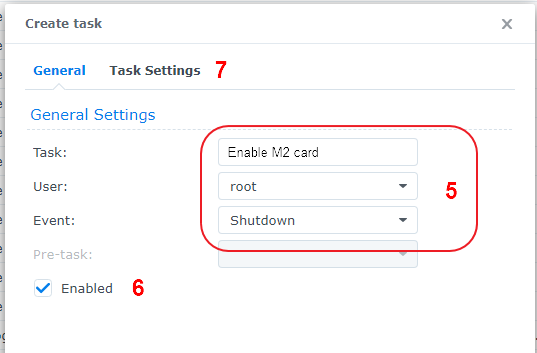 Create task
General Task Settings 7
General Settings
Task: Enable M2 card
User: root 5
Event: Shutdown
Pre-task:
Enabled 6